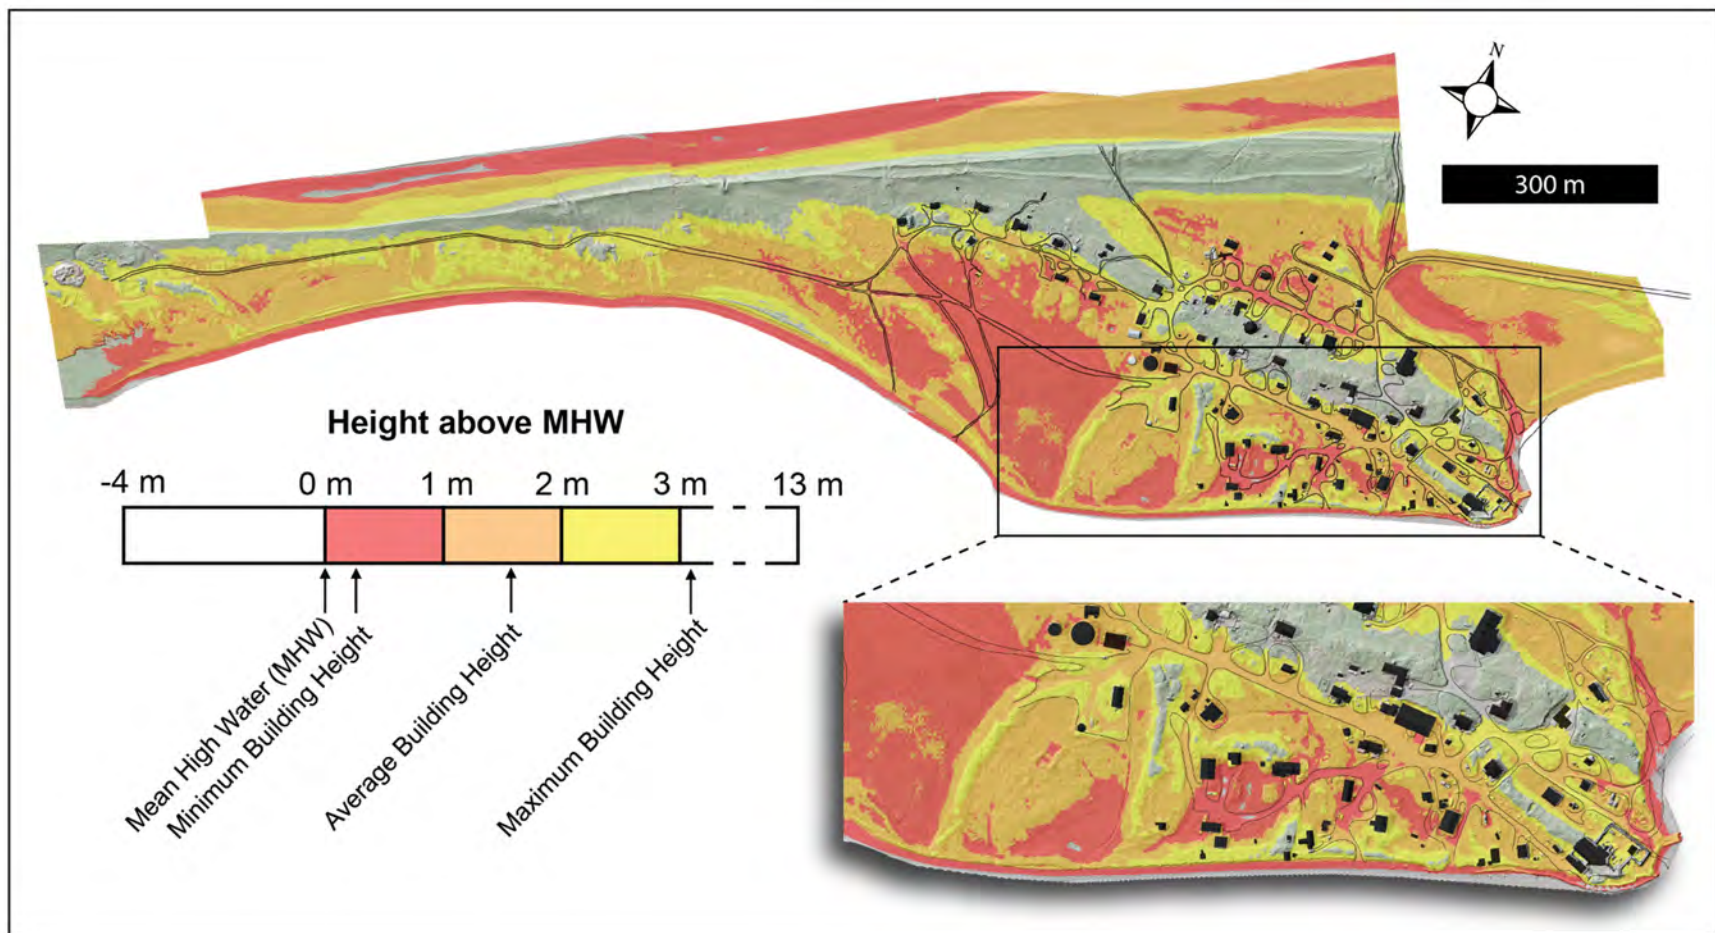 N
300 m
Height above MHW
-4 m 0 m 1 m 2 m 3 m 13 m
Mean High Water (MHW)
Minimum Building Height
Average Building Height
Maximum Building Height